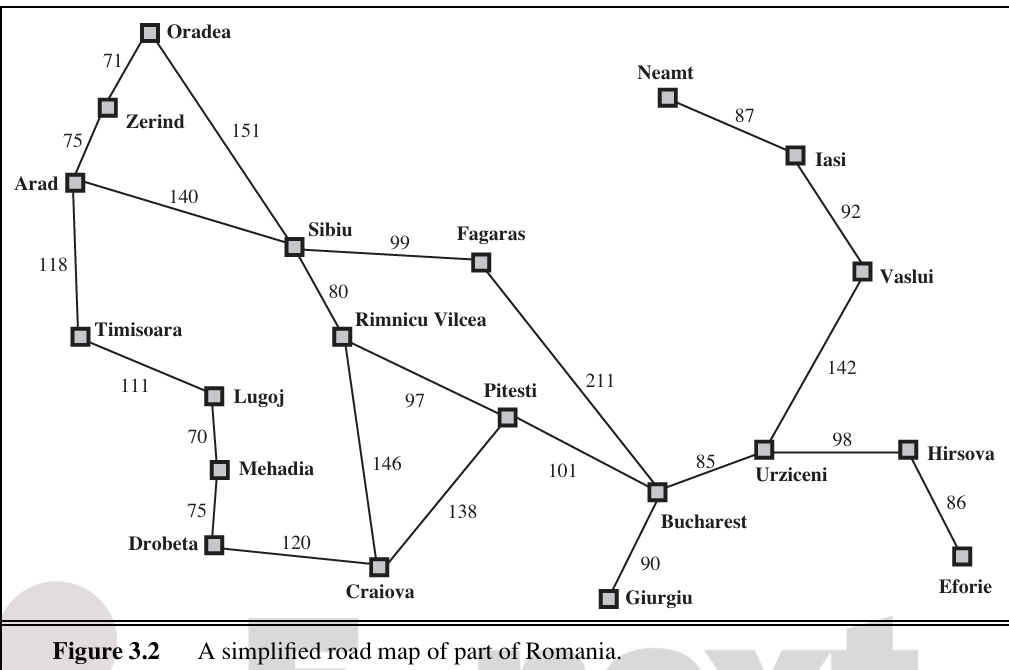 Oradea
71
Neamt
Zerind
87
75
151
Iasi
Arad
140
92
Sibiu
Fagaras
99
118
80
Vaslui
Timisoara
Rimnicu Vilcea
142
111
211
Lugoj
97
Pitesti
70
146
98
Hirsova
Mehadia
101
85
Urziceni
75
138
86
Drobeta
120
Bucharest
90
Craiova
Giurgiu
Eforie
Figure 3.2 A simplified road map of part of Romania.